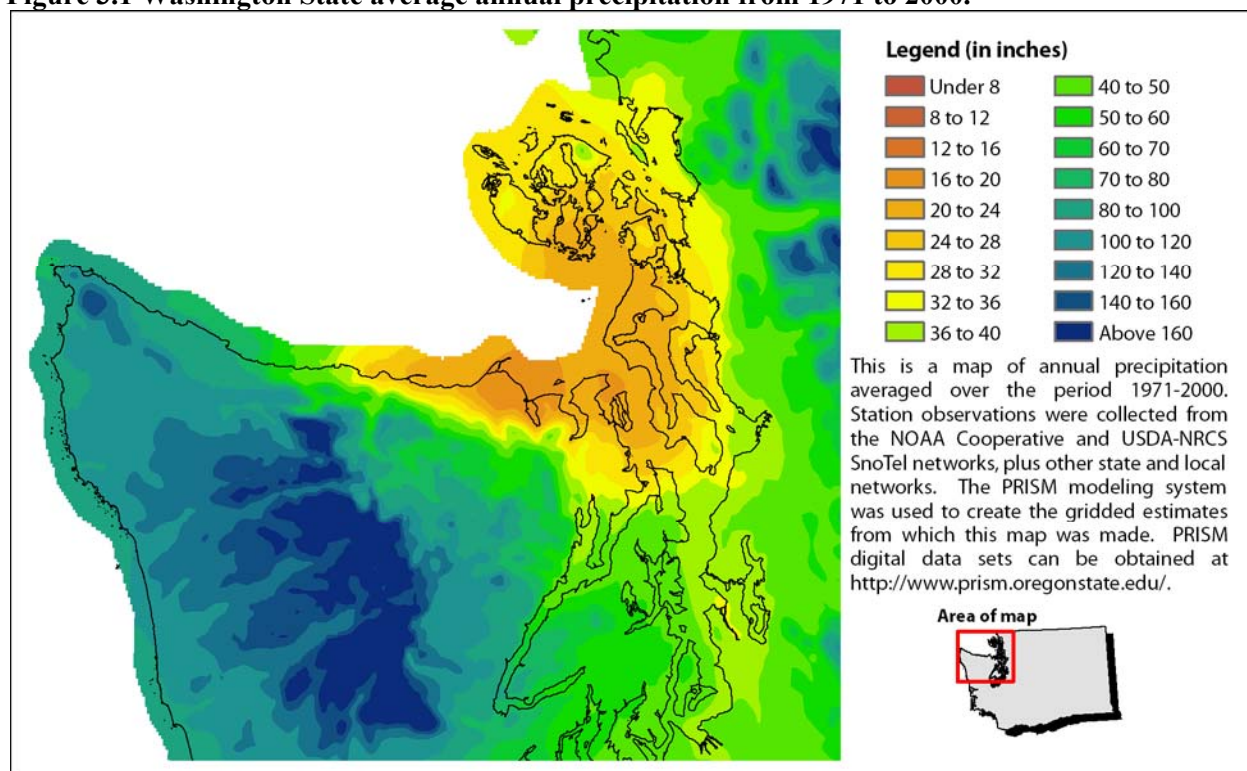 Figure 3.1 Washington State average annual precipitation from 1971 to 2000.
Legend (in inches)
Under 8
8 to 12
12 to 16
16 to 20
20 to 24
24 to 28
28 to 32
32 to 36
36 to 40
40 to 50
50 to 60
60 to 70
70 to 80
80 to 100
100 to 120
120 to 140
140 to 160
Above 160
This is a map of annual precipitation
averaged over the period 1971-2000.
Station observations were collected from
the NOAA Cooperative and USDA-NRCS
SnoTel networks, plus other state and local
networks. The PRISM modeling system
was used to create the gridded estimates
from which this map was made. PRISM
digital data sets can be obtained at
http://www.prism.oregonstate.edu/.
Area of map